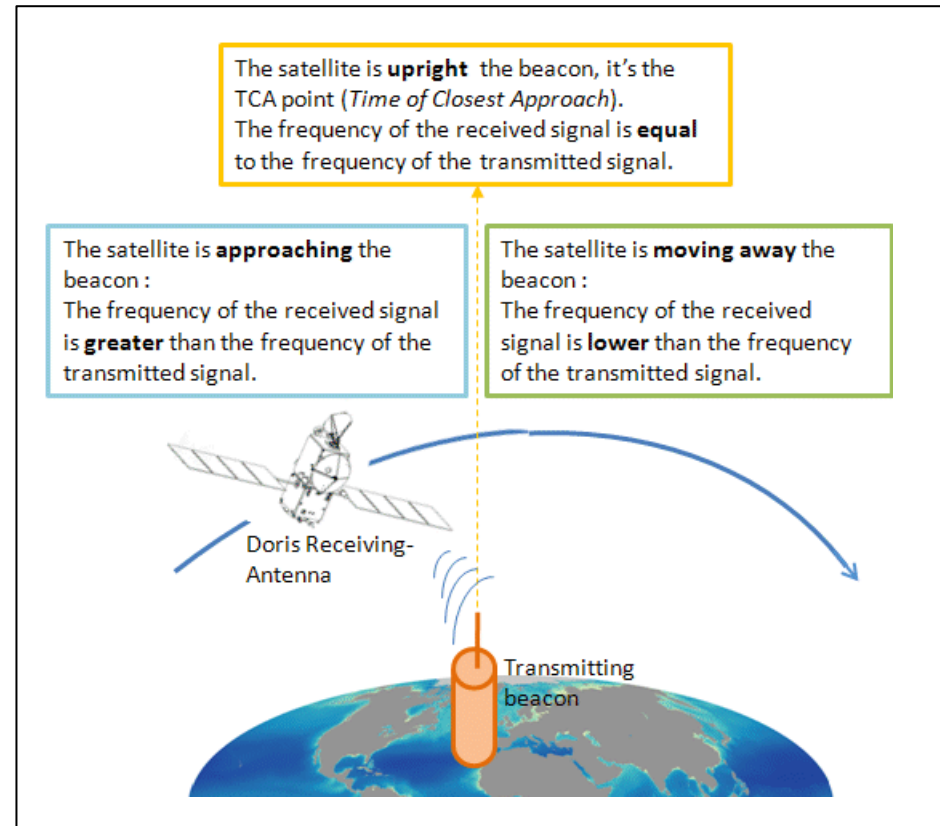 The satellite is upright the beacon, it's the
TCA point (Time of Closest Approach).
The frequency of the received signal is equal
to the frequency of the transmitted signal.
The satellite is approaching the
beacon :
The frequency of the received signal
is greater than the frequency of the
transmitted signal.
The satellite is moving away the
beacon :
The frequency of the received
signal is lower than the frequency
of the transmitted signal.
Doris Receiving-
Antenna
Transmitting
beacon